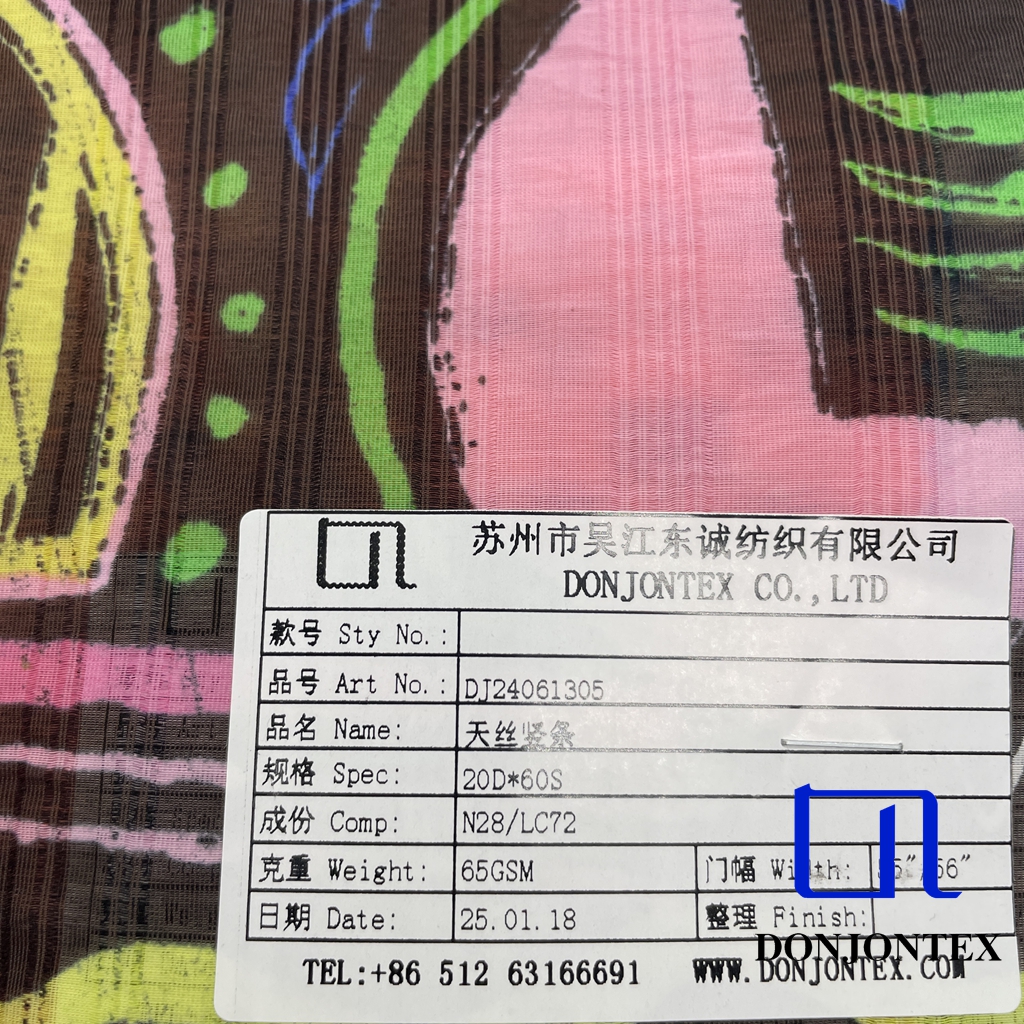 苏州市吴江东诚纺织有限公司
DONJONTEX CO.,LTD
款号 Sty No.:
品号 Art No.: DJ24061305
品名 Name: 天丝竖条
规格 Spec: 20D*60S
成份 Comp: N28/LC72
克重 Weight: 65GSM 门幅 Width:
日期 Date: 25.01.18 整理 Finish:
TEL:+86 512 63166691 WWW.DONJONTEX.COM
DONJONTEX